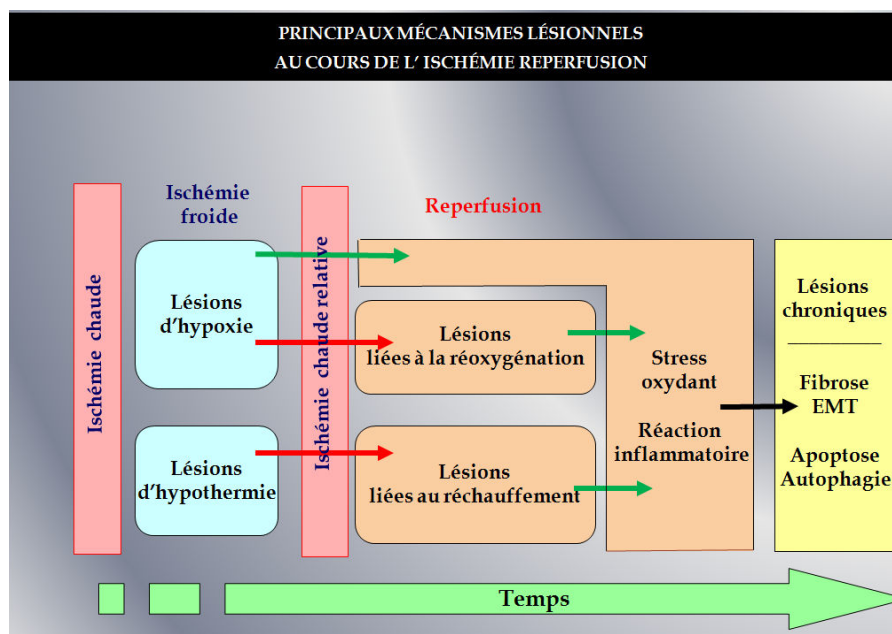 PRINCIPAUX MÉCANISMES LÉSIONNELS
AU COURS DE L' ISCHÉMIE REPERFUSION
Ischémie chaude
Ischémie
froide
Lésions
d'hypoxie
Lésions
d'hypothermie
Ischémie chaude relative
Reperfusion
Lésions
liées à la réoxygénation
Lésions
liées au réchauffement
Stress
oxydant
Réaction
inflammatoire
Lésions
chroniques
Fibrose
EMT
Apoptose
Autophagie
Temps